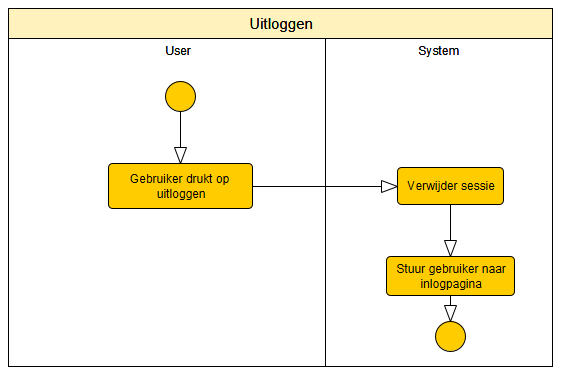 Uitloggen
User
System
Gebruiker drukt op
uitloggen
Verwijder sessie
Stuur gebruiker naar
inlogpagina